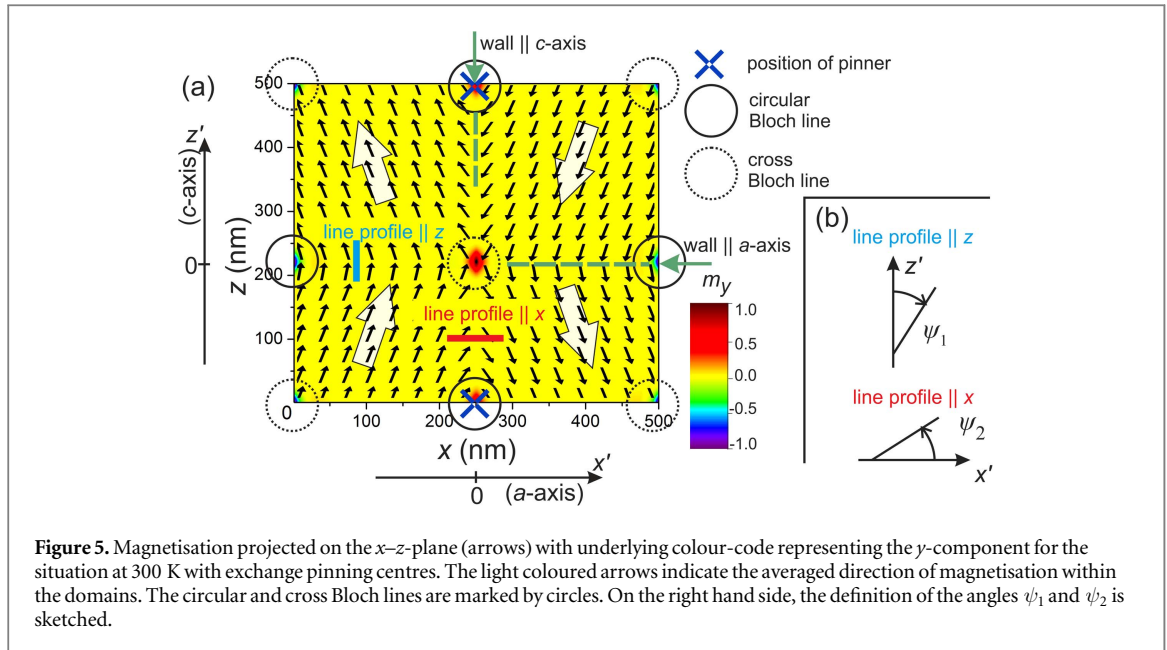 (a)
wall || c-axis
position of pinner
circular
Bloch line
cross
Bloch line
z'
(c-axis)
0
z (nm)
500
400
300
200
100
0
100
200
300
400
500
x (nm)
x'
0
(a-axis)
line profile || z
line profile || x
wall || a-axis
m_y
1.0
0.5
0.0
-0.5
-1.0
(b)
line profile || z
z'
ψ₁
line profile || x
ψ₂
x'
Figure 5. Magnetisation projected on the x–z-plane (arrows) with underlying colour-code representing the y-component for the
situation at 300 K with exchange pinning centres. The light coloured arrows indicate the averaged direction of magnetisation within
the domains. The circular and cross Bloch lines are marked by circles. On the right hand side, the definition of the angles ψ₁ and ψ₂ is
sketched.